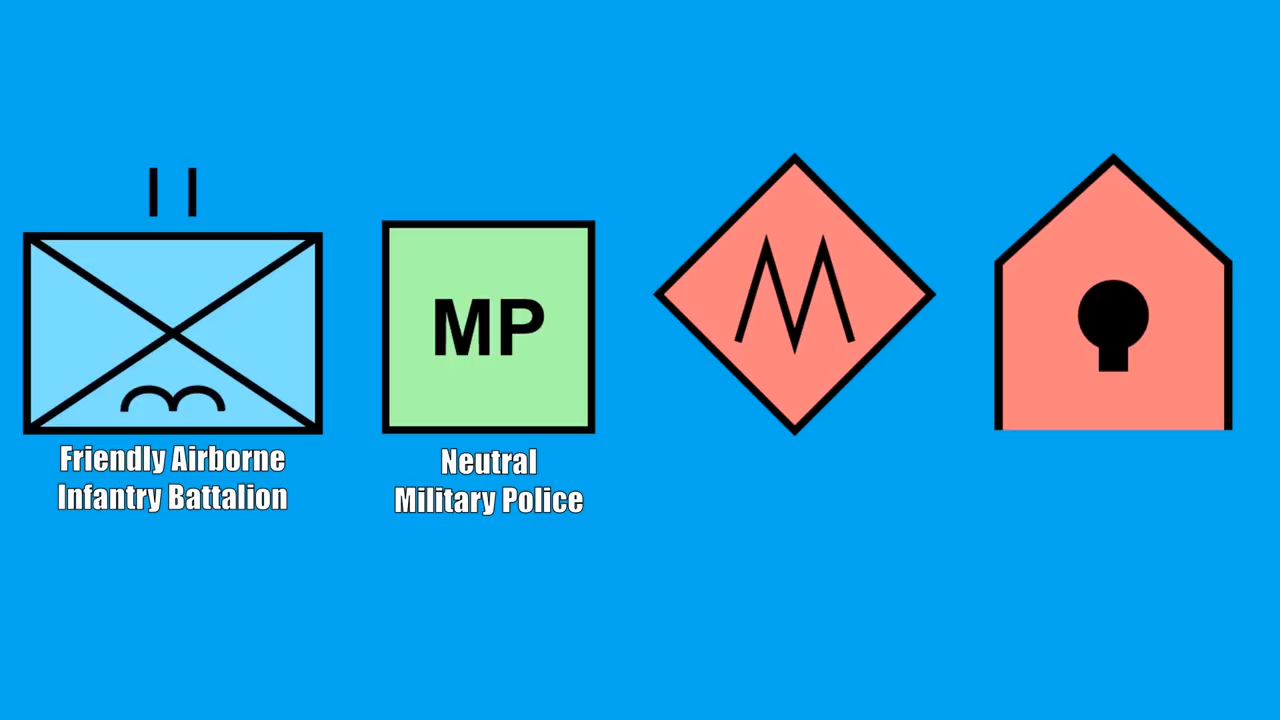 MP
Friendly Airborne
Infantry Battalion
Neutral
Military Police